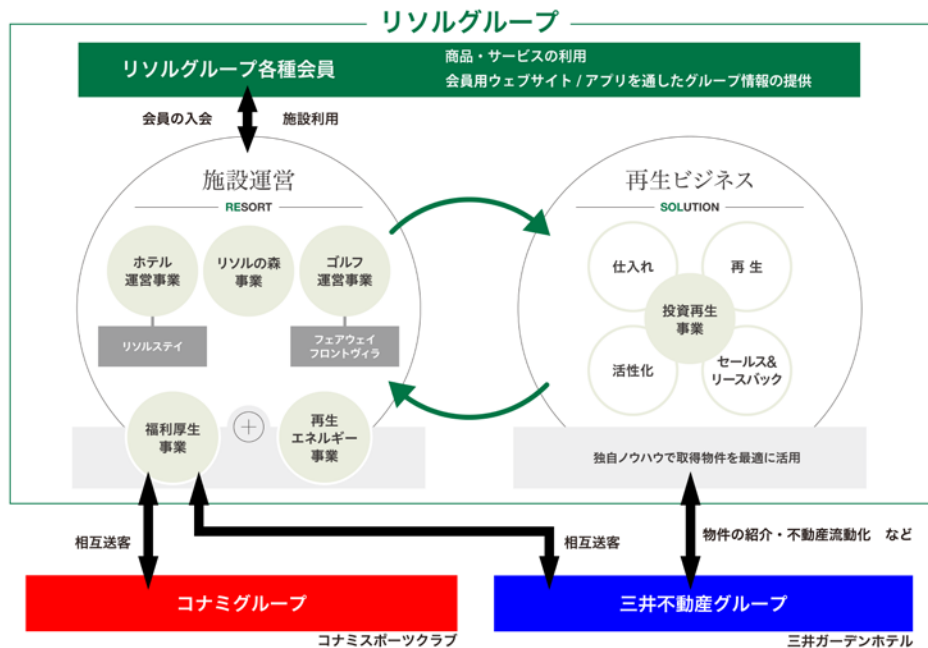 リソルグループ
リソルグループ各種会員
商品・サービスの利用
会員用ウェブサイト / アプリを通したグループ情報の提供
会員の入会
施設利用
施設運営
RESORT
ホテル
運営事業
リソルの森
事業
ゴルフ
運営事業
リソルステイ
フェアウェイ
フロントヴィラ
福利厚生
事業
+
再生
エネルギー
事業
再生ビジネス
SOLUTION
仕入れ
再 生
投資再生
事業
活性化
セールス&
リースバック
独自ノウハウで取得物件を最適に活用
相互送客
相互送客
物件の紹介・不動産流動化 など
コナミグループ
コナミスポーツクラブ
三井不動産グループ
三井ガーデンホテル